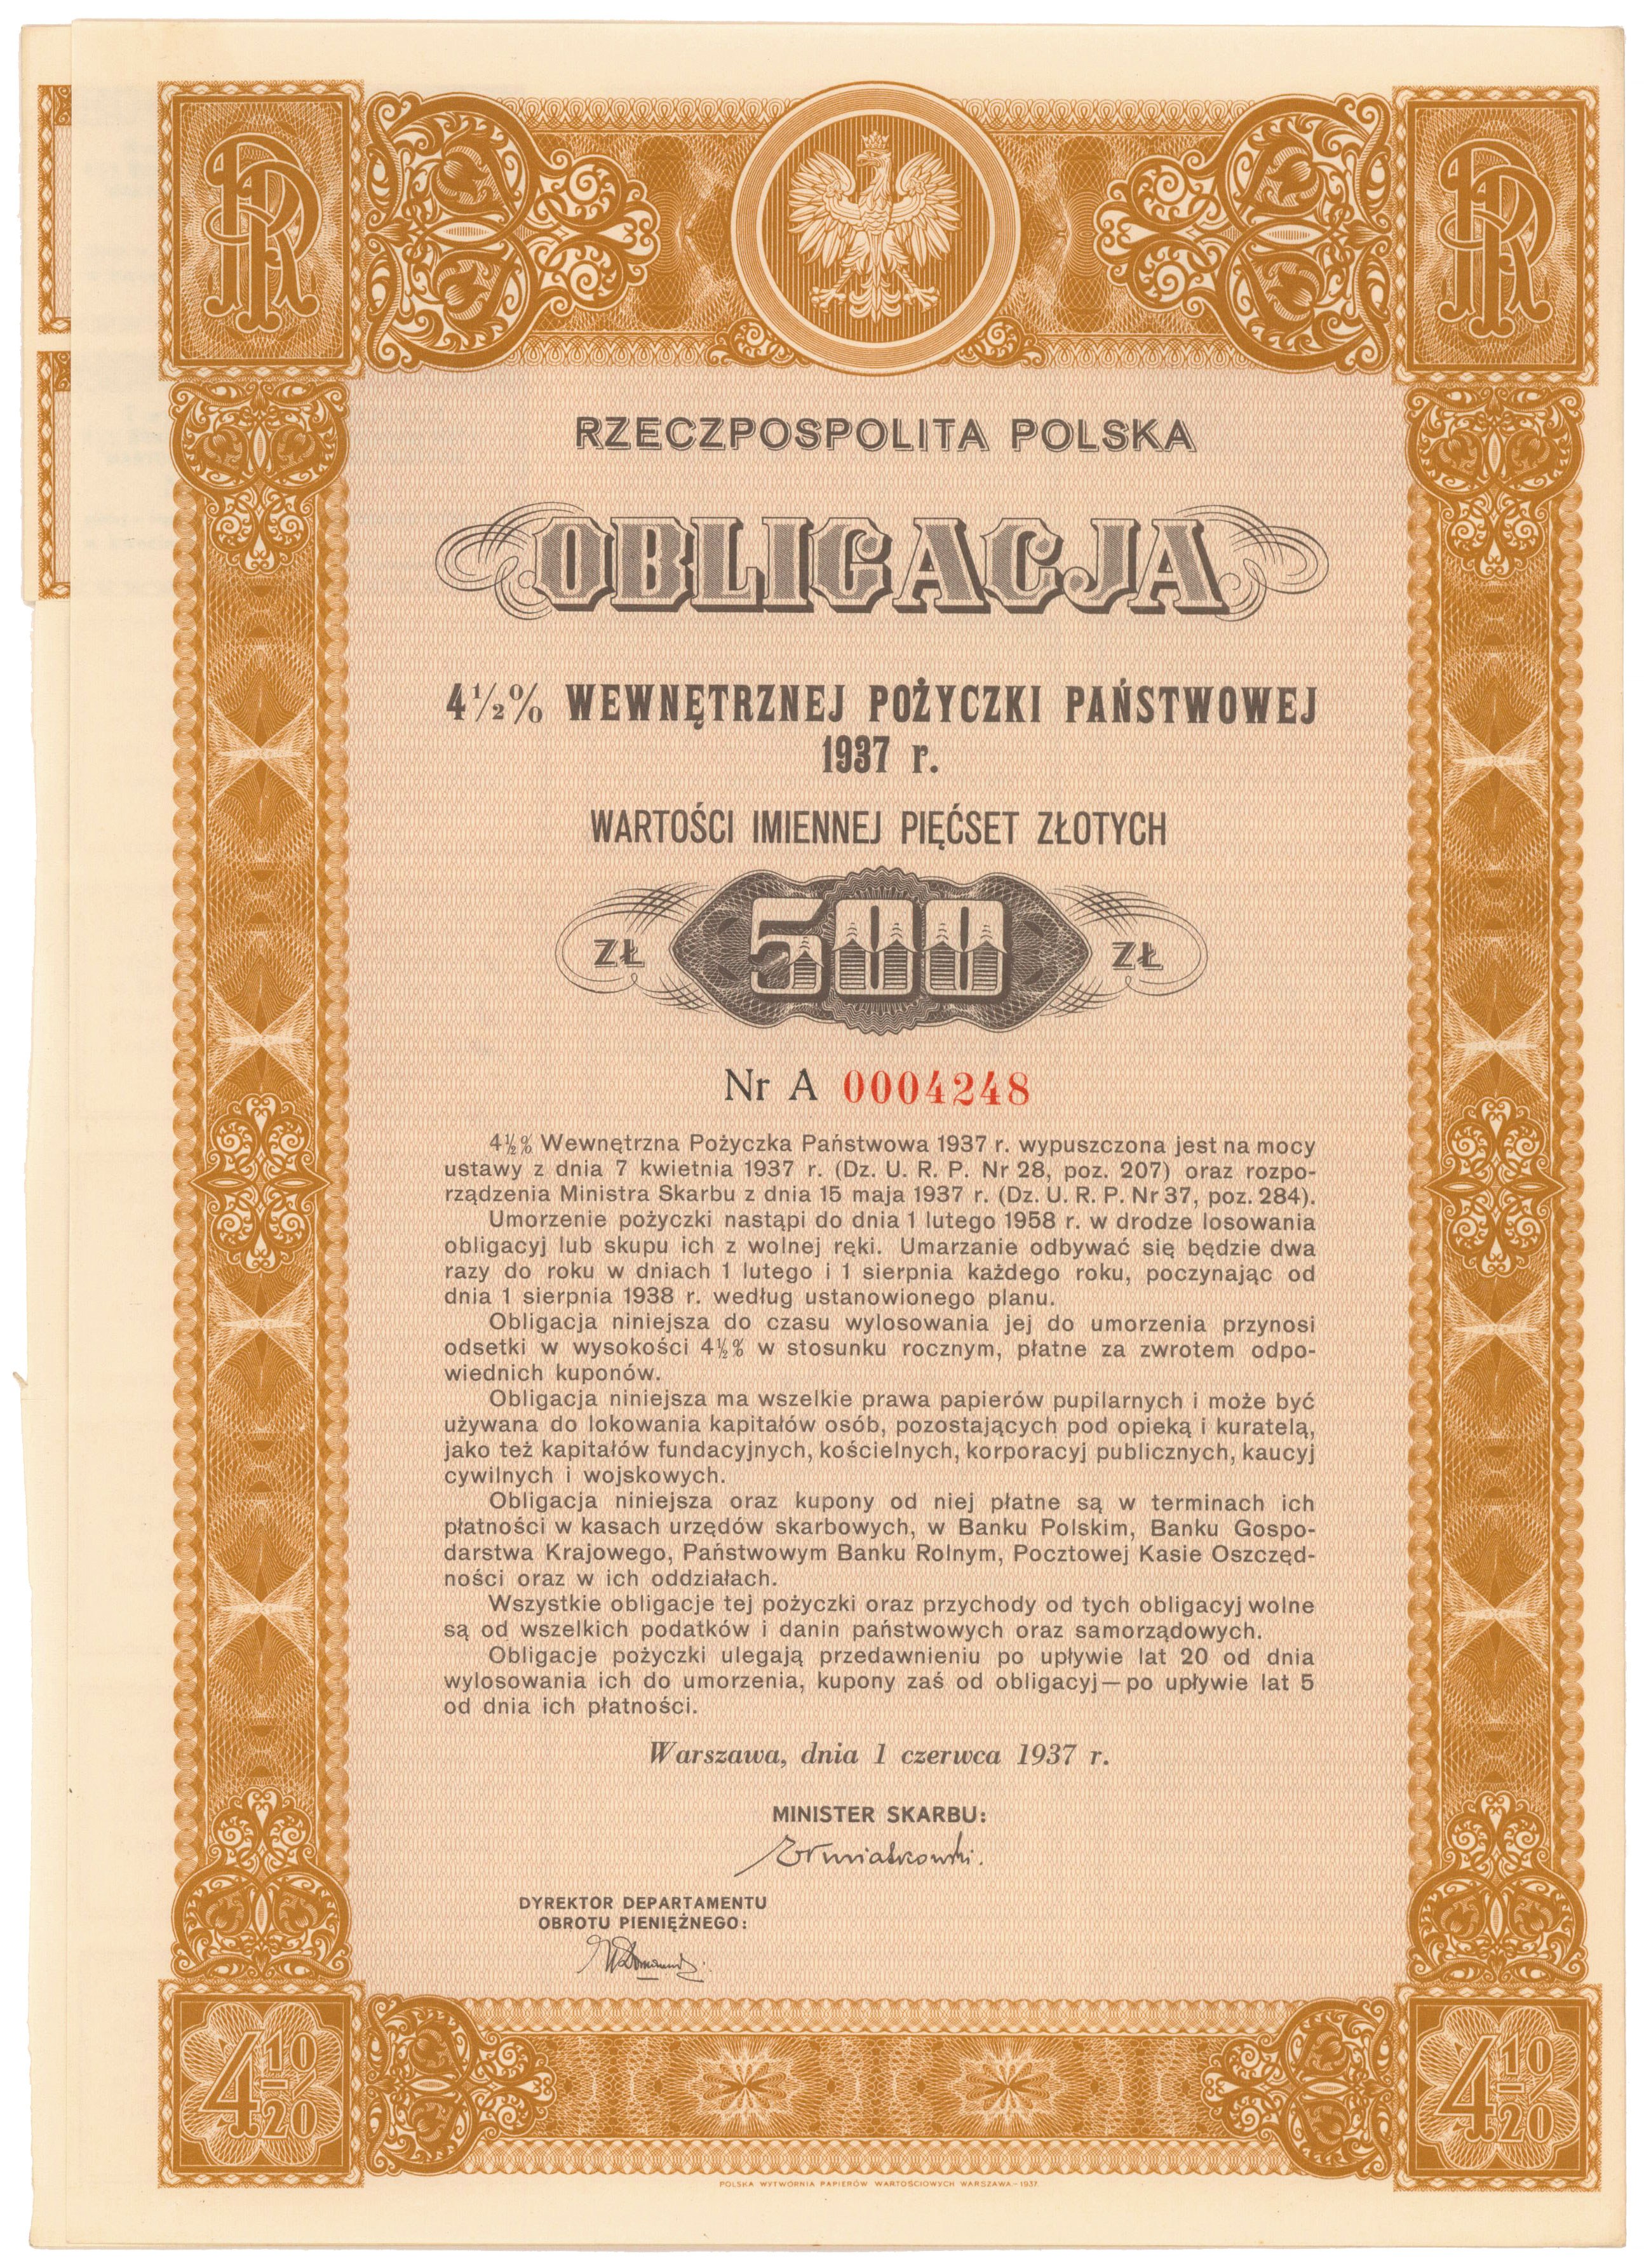 RZECZPOSPOLITA POLSKA
OBLIGACJA
4½% WEWNĘTRZNEJ POŻYCZKI PAŃSTWOWEJ
1937 r.
WARTOŚCI IMIENNEJ PIĘĆSET ZŁOTYCH
ZŁ 500 ZŁ
Nr A 0004248
4½% Wewnętrzna Pożyczka Państwowa 1937 r. wypuszczona jest na mocy
ustawy z dnia 7 kwietnia 1937 r. (Dz. U. R. P. Nr 28, poz. 207) oraz rozpo-
rządzenia Ministra Skarbu z dnia 15 maja 1937 r. (Dz. U. R. P. Nr 37, poz. 284).
Umorzenie pożyczki nastąpi do dnia 1 lutego 1958 r. w drodze losowania
obligacyj lub skupu ich z wolnej ręki. Umarzanie odbywać się będzie dwa
razy do roku w dniach 1 lutego i 1 sierpnia każdego roku, poczynając od
dnia 1 sierpnia 1938 r. według ustanowionego planu.
Obligacja niniejsza do czasu wylosowania jej do umorzenia przynosi
odsetki w wysokości 4½% w stosunku rocznym, płatne za zwrotem odpo-
wiednich kuponów.
Obligacja niniejsza ma wszelkie prawa papierów pupilarnych i może być
używana do lokowania kapitałów osób, pozostających pod opieką i kuratelą,
jako też kapitałów fundacyjnych, kościelnych, korporacyj publicznych, kaucyj
cywilnych i wojskowych.
Obligacja niniejsza oraz kupony od niej płatne są w terminach ich
płatności w kasach urzędów skarbowych, w Banku Polskim, Banku Gospo-
darstwa Krajowego, Państwowym Banku Rolnym, Pocztowej Kasie Oszczęd-
ności oraz w ich oddziałach.
Wszystkie obligacje tej pożyczki oraz przychody od tych obligacyj wolne
są od wszelkich podatków i danin państwowych oraz samorządowych.
Obligacje pożyczki ulegają przedawnieniu po upływie lat 20 od dnia
wylosowania ich do umorzenia, kupony zaś od obligacyj—po upływie lat 5
od dnia ich płatności.
Warszawa, dnia 1 czerwca 1937 r.
MINISTER SKARBU:
DYREKTOR DEPARTAMENTU
OBROTU PIENIĘŻNEGO:
4 10/20 4 10/20
POLSKA WYTWÓRNIA PAPIERÓW WARTOŚCIOWYCH WARSZAWA–1937